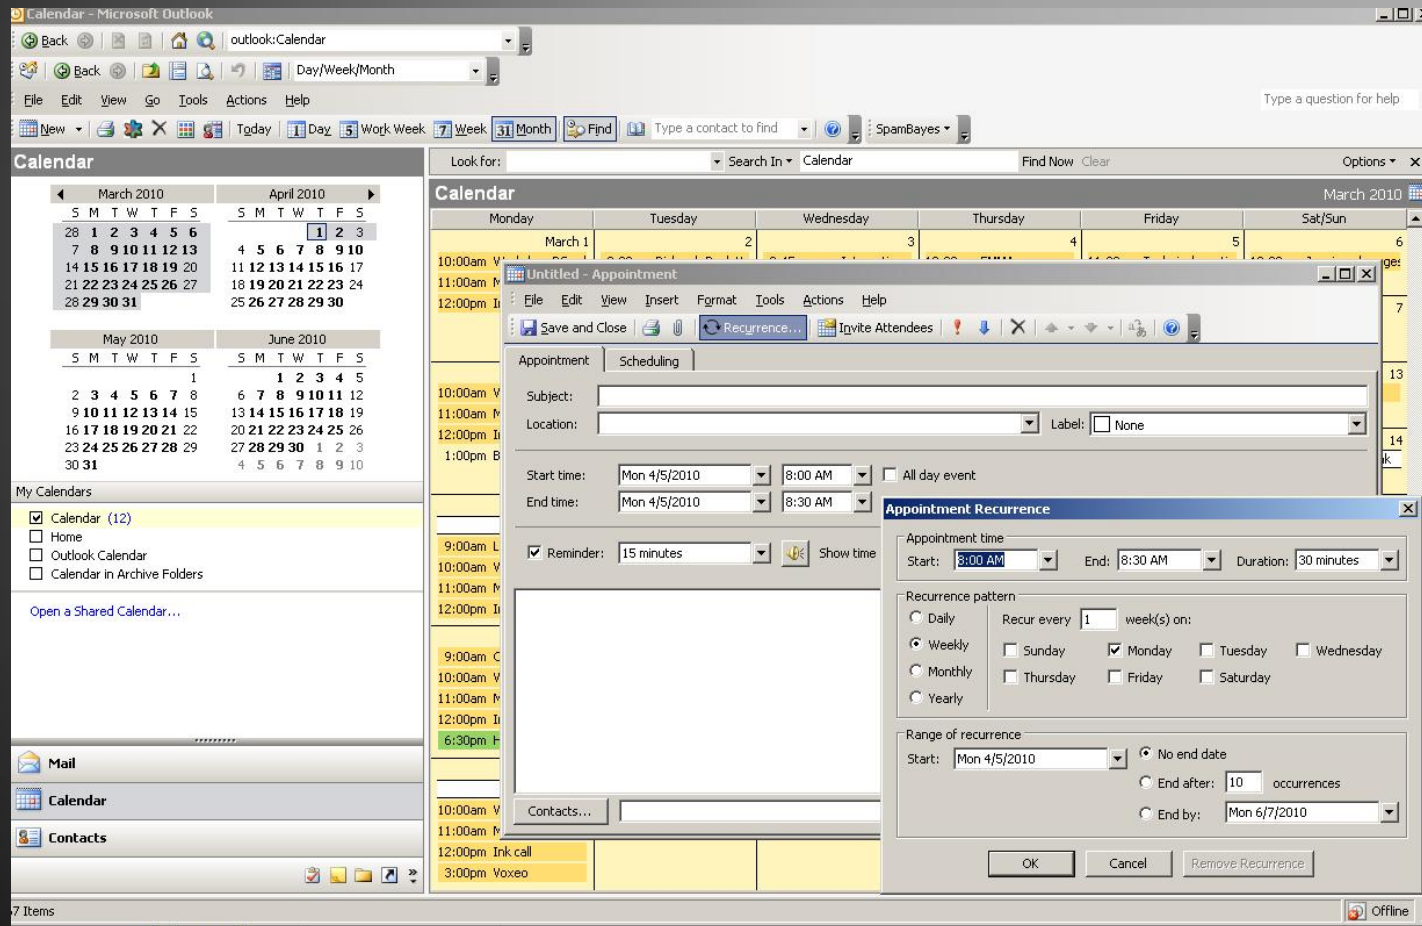 Calendar - Microsoft Outlook
Back outlook:Calendar
Back Day/Week/Month
File Edit View Go Tools Actions Help Type a question for help
New Today 1 Day 5 Work Week 7 Week 31 Month Find Type a contact to find SpamBayes
Calendar
March 2010 April 2010
S M T W T F S S M T W T F S
28 1 2 3 4 5 6 1 2 3
7 8 9 10 11 12 13 4 5 6 7 8 9 10
14 15 16 17 18 19 20 11 12 13 14 15 16 17
21 22 23 24 25 26 27 18 19 20 21 22 23 24
28 29 30 31 25 26 27 28 29 30
May 2010 June 2010
S M T W T F S S M T W T F S
1 1 2 3 4 5
2 3 4 5 6 7 8 6 7 8 9 10 11 12
9 10 11 12 13 14 15 13 14 15 16 17 18 19
16 17 18 19 20 21 22 20 21 22 23 24 25 26
23 24 25 26 27 28 29 27 28 29 30 1 2 3
30 31 4 5 6 7 8 9 10
My Calendars
Calendar (12)
Home
Outlook Calendar
Calendar in Archive Folders
Open a Shared Calendar...
Mail
Calendar
Contacts
7 Items
Look for: Search In Calendar Find Now Clear Options
Calendar March 2010
Monday Tuesday Wednesday Thursday Friday Sat/Sun
March 1 2 3 4 5 6
10:00am
11:00am
12:00pm
7
13
10:00am
11:00am
12:00pm
14
1:00pm
9:00am
10:00am
11:00am
12:00pm
9:00am
10:00am
11:00am
12:00pm
6:30pm
10:00am
11:00am
12:00pm Ink call
3:00pm Voxeo
Untitled - Appointment
File Edit View Insert Format Tools Actions Help
Save and Close Recurrence... Invite Attendees
Appointment Scheduling
Subject:
Location: Label: None
Start time: Mon 4/5/2010 8:00 AM All day event
End time: Mon 4/5/2010 8:30 AM
Reminder: 15 minutes Show time
Contacts...
Appointment Recurrence
Appointment time
Start: 8:00 AM End: 8:30 AM Duration: 30 minutes
Recurrence pattern
Daily Recur every 1 week(s) on:
Weekly Sunday Monday Tuesday Wednesday
Monthly Thursday Friday Saturday
Yearly
Range of recurrence
Start: Mon 4/5/2010 No end date
End after: 10 occurrences
End by: Mon 6/7/2010
OK Cancel Remove Recurrence
Offline